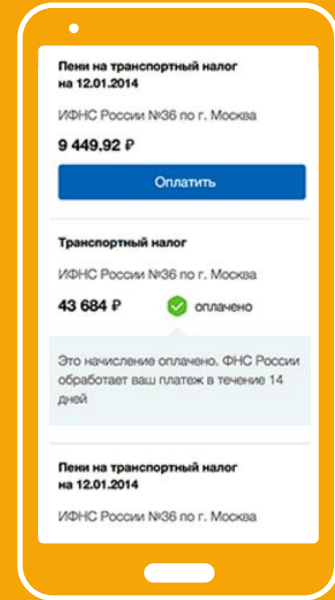 Пени на транспортный налог
на 12.01.2014
ИФНС России №36 по г. Москва
9 449,92 ₽
Оплатить
Транспортный налог
ИФНС России №36 по г. Москва
43 684 ₽ оплачено
Это начисление оплачено. ФНС России
обработает ваш платеж в течение 14
дней
Пени на транспортный налог
на 12.01.2014
ИФНС России №36 по г. Москва